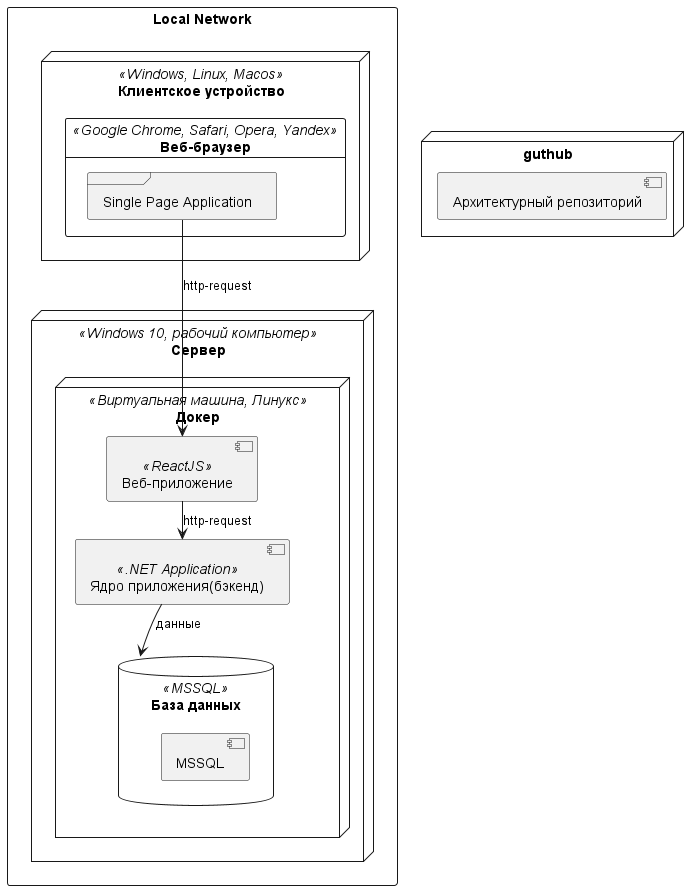 Local Network
«Windows, Linux, Macos»
Клиентское устройство
«Google Chrome, Safari, Opera, Yandex»
Веб-браузер
Single Page Application
guthub
Архитектурный репозиторий
http-request
«Windows 10, рабочий компьютер»
Сервер
«Виртуальная машина, Линукс»
Докер
«ReactJS»
Веб-приложение
http-request
«.NET Application»
Ядро приложения(бэкенд)
данные
«MSSQL»
База данных
MSSQL